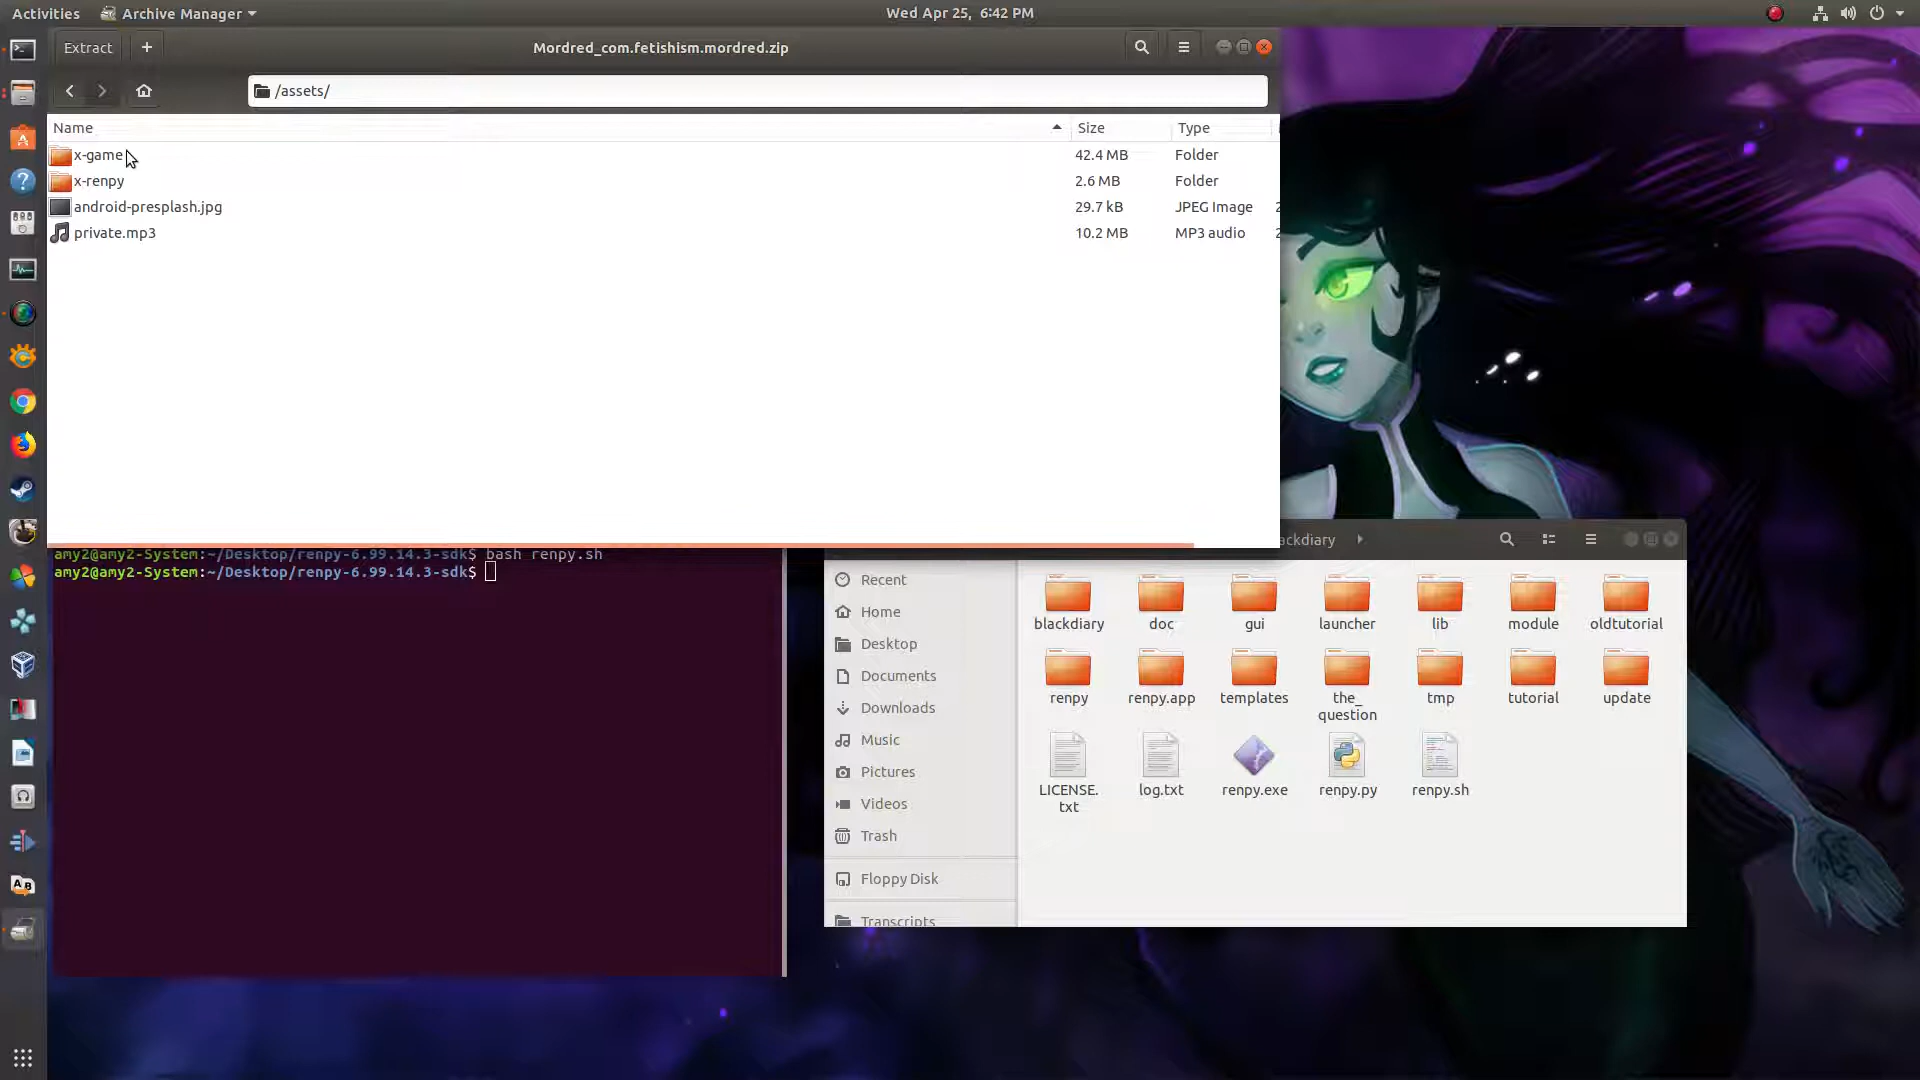 Activities Archive Manager Wed Apr 25, 6:42 PM
Extract + Mordred_com.fetishism.mordred.zip
/assets/
Name Size Type
x-game 42.4 MB Folder
x-renpy 2.6 MB Folder
android-presplash.jpg 29.7 kB JPEG Image 2
private.mp3 10.2 MB MP3 audio 2
amy2@amy2-System:~/Desktop/renpy-6.99.14.3-sdk$ bash renpy.sh
amy2@amy2-System:~/Desktop/renpy-6.99.14.3-sdk$
ackdiary
Recent
Home
Desktop
Documents
Downloads
Music
Pictures
Videos
Trash
Floppy Disk
Transcripts
blackdiary doc gui launcher lib module oldtutorial
renpy renpy.app templates the_
question tmp tutorial update
LICENSE.
txt log.txt renpy.exe renpy.py renpy.sh